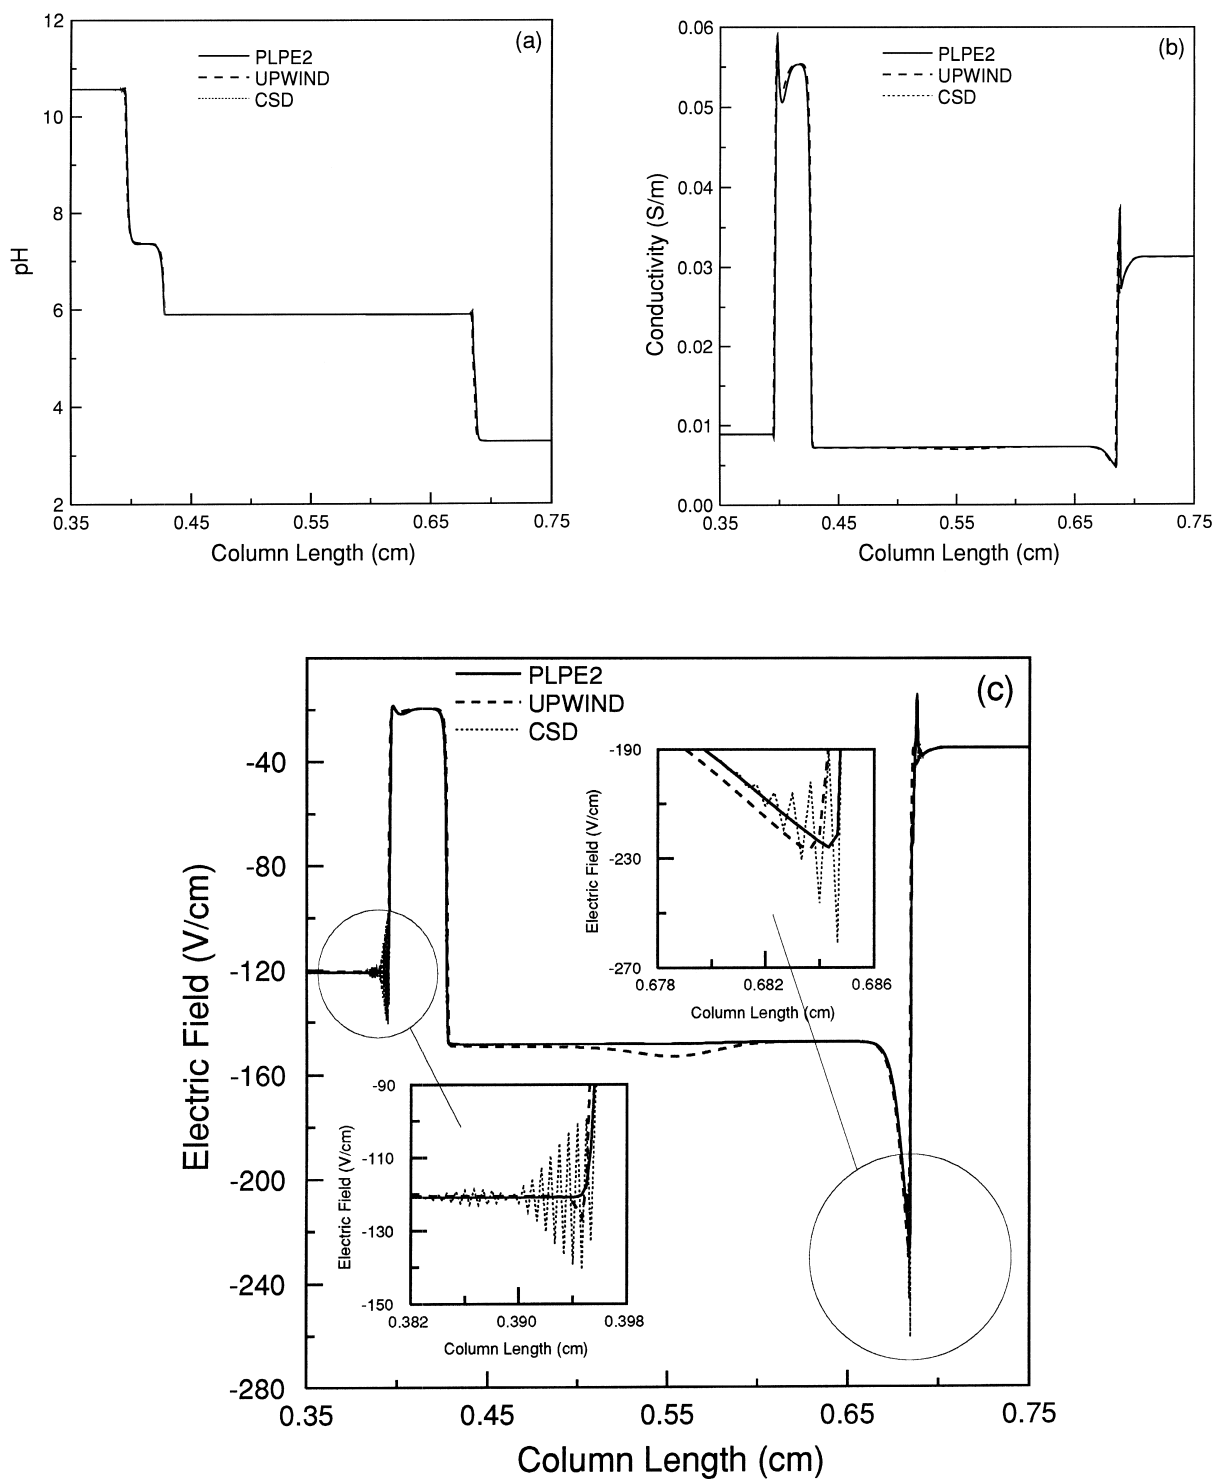 12
10
8
6
4
2
pH
0.35 0.45 0.55 0.65 0.75
Column Length (cm)
(a)
PLPE2
UPWIND
CSD
0.06
0.05
0.04
0.03
0.02
0.01
0.00
Conductivity (S/m)
0.35 0.45 0.55 0.65 0.75
Column Length (cm)
(b)
PLPE2
UPWIND
CSD
(c)
PLPE2
UPWIND
CSD
-40
-80
-120
-160
-200
-240
-280
Electric Field (V/cm)
0.35 0.45 0.55 0.65 0.75
Column Length (cm)
-190
-230
-270
Electric Field (V/cm)
0.678 0.682 0.686
Column Length (cm)
-90
-110
-130
-150
Electric Field (V/cm)
0.382 0.390 0.398
Column Length (cm)